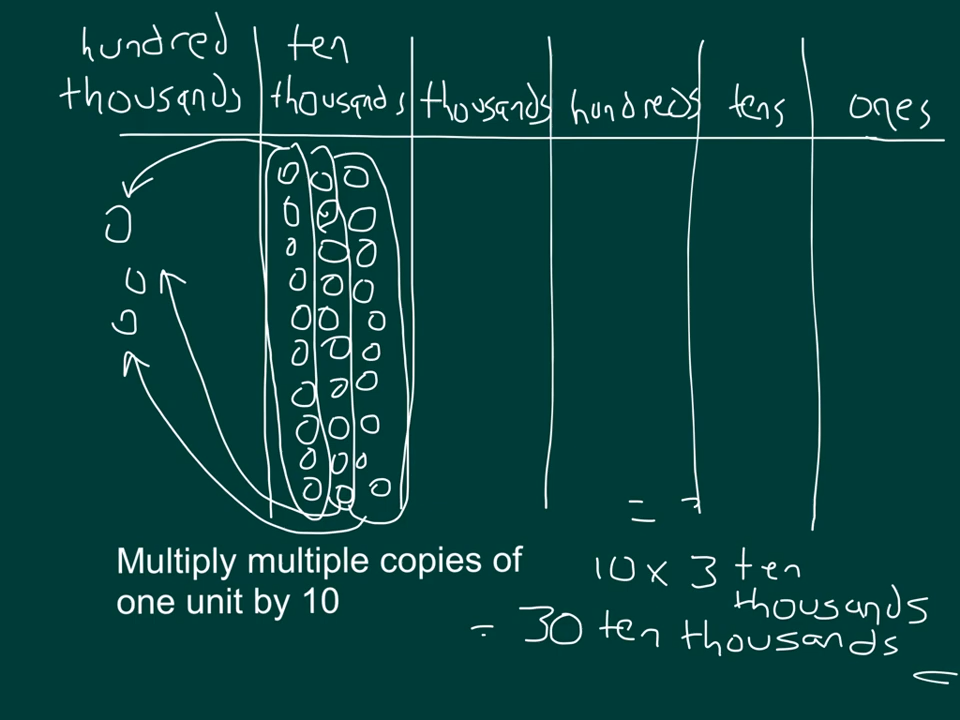 hundred ten
thousands thousands thousands hundreds tens ones
Multiply multiple copies of
one unit by 10
10 x 3 ten
thousands
= 30 ten thousands
=